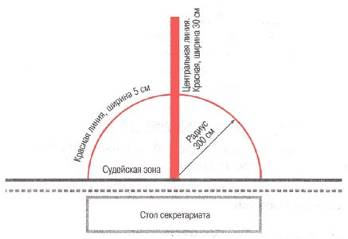 Центральная линия.
Красная, ширина 30 см
Красная линия, ширина 5 см
Радиус
300 см
Судейская зона
Стол секретариата